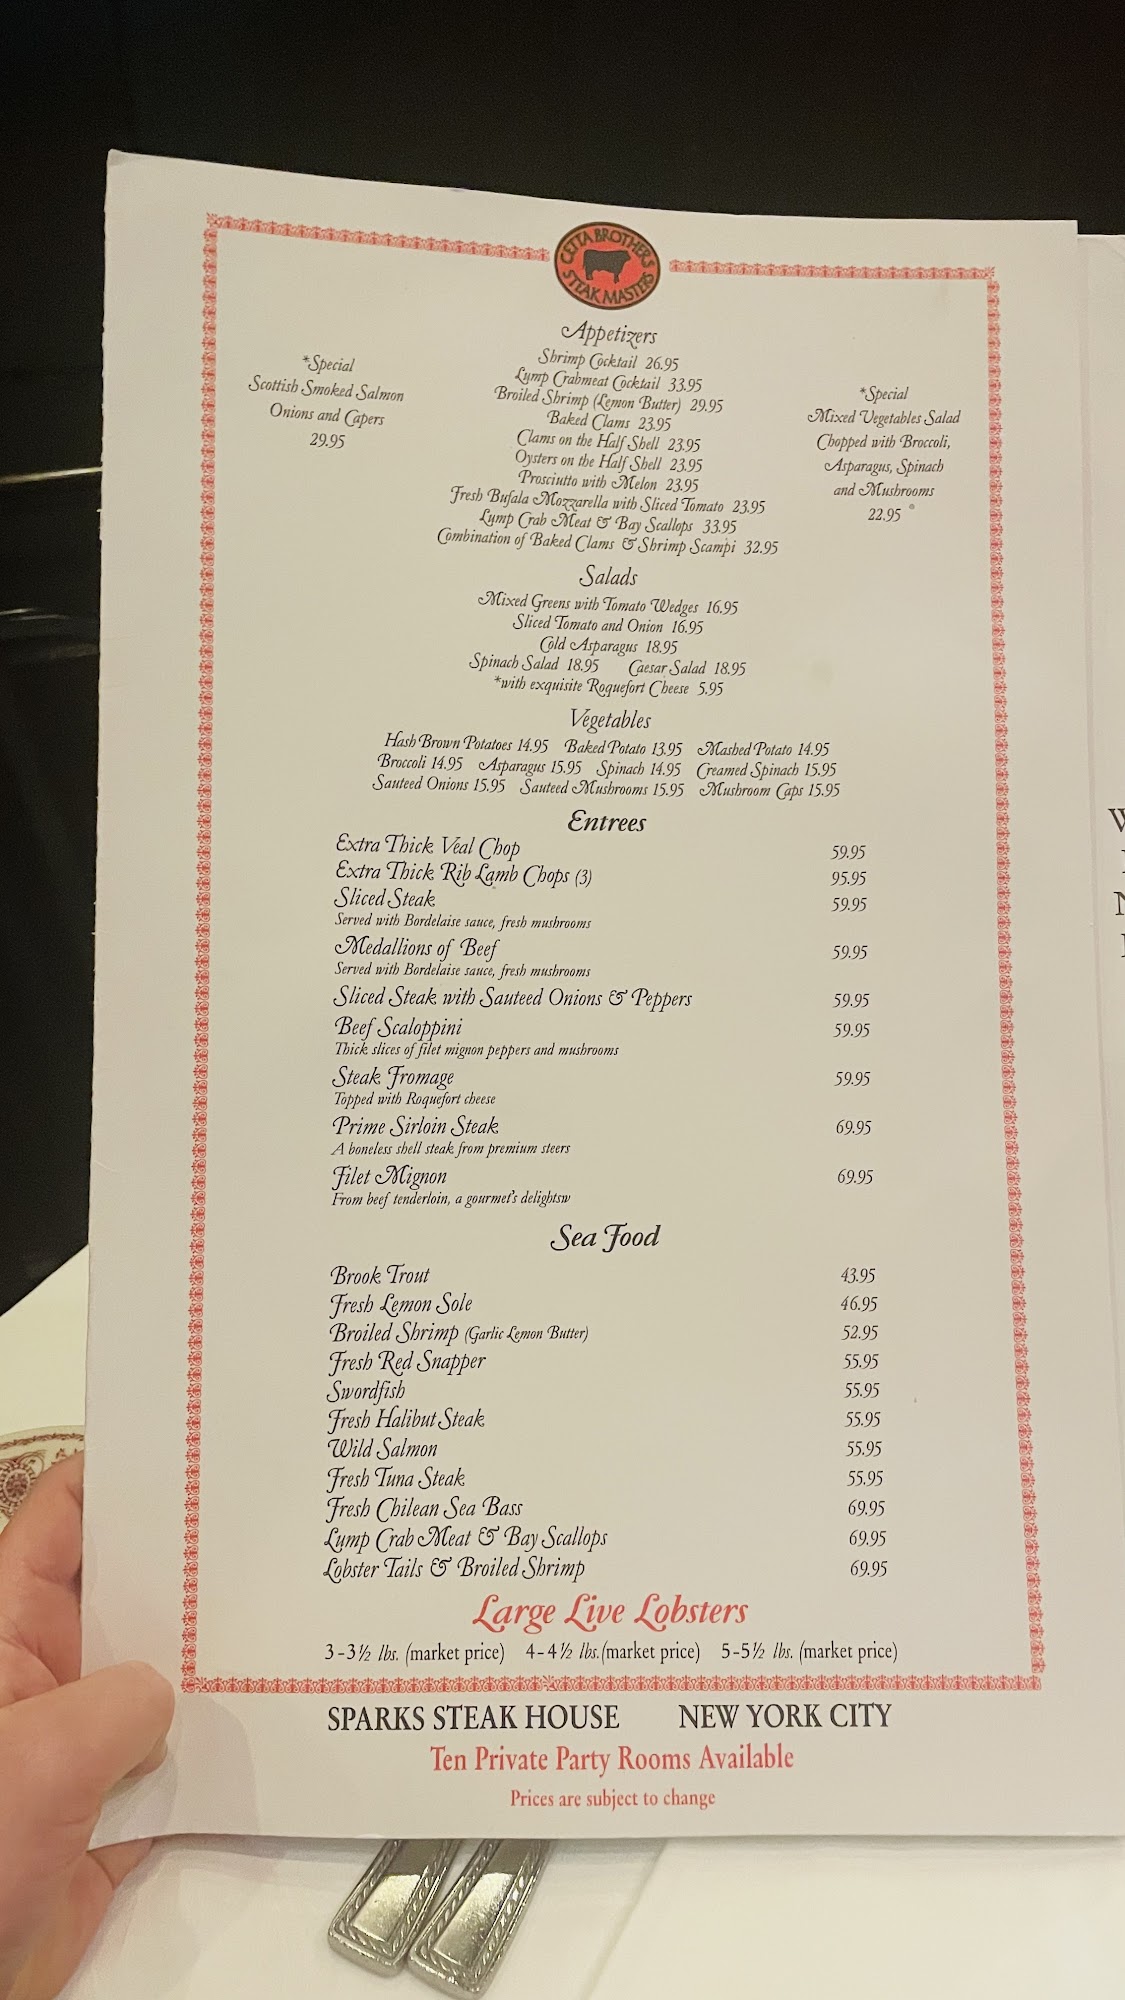 CETTA BROTHERS
STEAK MASTERS
*Special
Scottish Smoked Salmon
Onions and Capers
29.95
Appetizers
Shrimp Cocktail 26.95
Lump Crabmeat Cocktail 33.95
Broiled Shrimp (Lemon Butter) 29.95
Baked Clams 23.95
Clams on the Half Shell 23.95
Oysters on the Half Shell 23.95
Prosciutto with Melon 23.95
Fresh Bufala Mozzarella with Sliced Tomato 23.95
Lump Crab Meat & Bay Scallops 33.95
Combination of Baked Clams & Shrimp Scampi 32.95
*Special
Mixed Vegetables Salad
Chopped with Broccoli,
Asparagus, Spinach
and Mushrooms
22.95
Salads
Mixed Greens with Tomato Wedges 16.95
Sliced Tomato and Onion 16.95
Cold Asparagus 18.95
Spinach Salad 18.95 Caesar Salad 18.95
*with exquisite Roquefort Cheese 5.95
Vegetables
Hash Brown Potatoes 14.95 Baked Potato 13.95 Mashed Potato 14.95
Broccoli 14.95 Asparagus 15.95 Spinach 14.95 Creamed Spinach 15.95
Sauteed Onions 15.95 Sauteed Mushrooms 15.95 Mushroom Caps 15.95
Entrees
Extra Thick Veal Chop 59.95
Extra Thick Rib Lamb Chops (3) 95.95
Sliced Steak 59.95
Served with Bordelaise sauce, fresh mushrooms
Medallions of Beef 59.95
Served with Bordelaise sauce, fresh mushrooms
Sliced Steak with Sauteed Onions & Peppers 59.95
Beef Scaloppini 59.95
Thick slices of filet mignon peppers and mushrooms
Steak Fromage 59.95
Topped with Roquefort cheese
Prime Sirloin Steak 69.95
A boneless shell steak from premium steers
Filet Mignon 69.95
From beef tenderloin, a gourmet's delightsw
Sea Food
Brook Trout 43.95
Fresh Lemon Sole 46.95
Broiled Shrimp (Garlic Lemon Butter) 52.95
Fresh Red Snapper 55.95
Swordfish 55.95
Fresh Halibut Steak 55.95
Wild Salmon 55.95
Fresh Tuna Steak 55.95
Fresh Chilean Sea Bass 69.95
Lump Crab Meat & Bay Scallops 69.95
Lobster Tails & Broiled Shrimp 69.95
Large Live Lobsters
3-3½ lbs. (market price) 4-4½ lbs.(market price) 5-5½ lbs. (market price)
SPARKS STEAK HOUSE NEW YORK CITY
Ten Private Party Rooms Available
Prices are subject to change